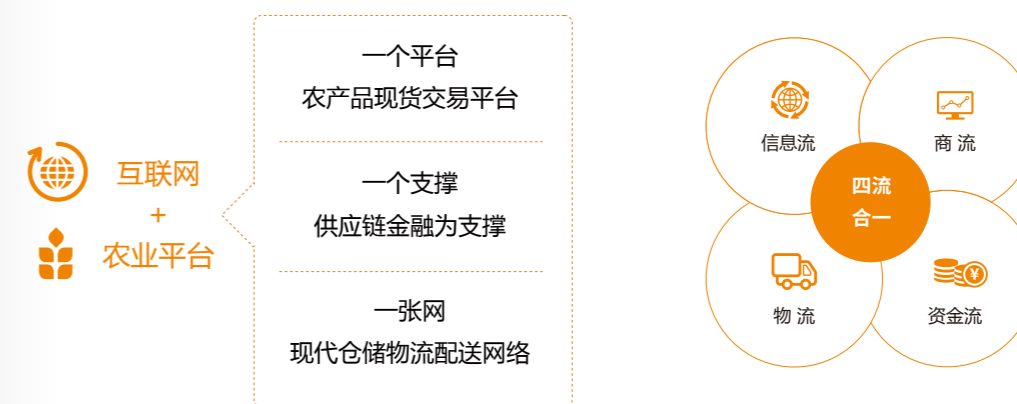 互联网
+
农业平台
一个平台
农产品现货交易平台
一个支撑
供应链金融为支撑
一张网
现代仓储物流配送网络
信息流
商 流
四流
合一
物 流
¥
资金流